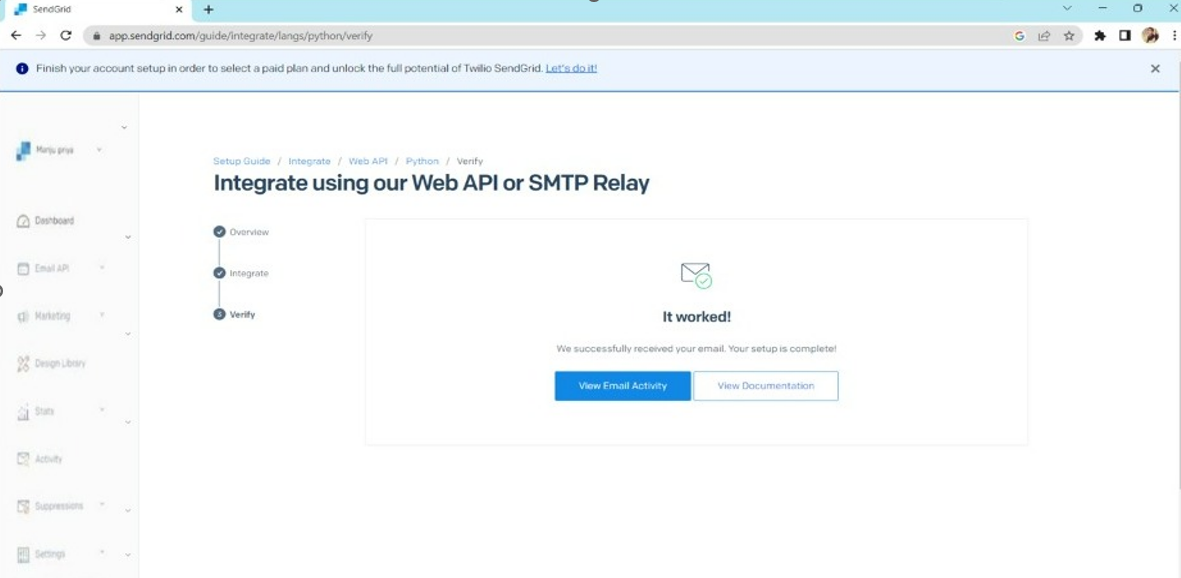 SendGrid
app.sendgrid.com/guide/integrate/langs/python/verify
Finish your account setup in order to select a paid plan and unlock the full potential of Twilio SendGrid. Let's do it!
Manju priya
Dashboard
Email API
Marketing
Design Library
Stats
Activity
Suppressions
Settings
Setup Guide / Integrate / Web API / Python / Verify
Integrate using our Web API or SMTP Relay
Overview
Integrate
3 Verify
It worked!
We successfully received your email. Your setup is complete!
View Email Activity
View Documentation